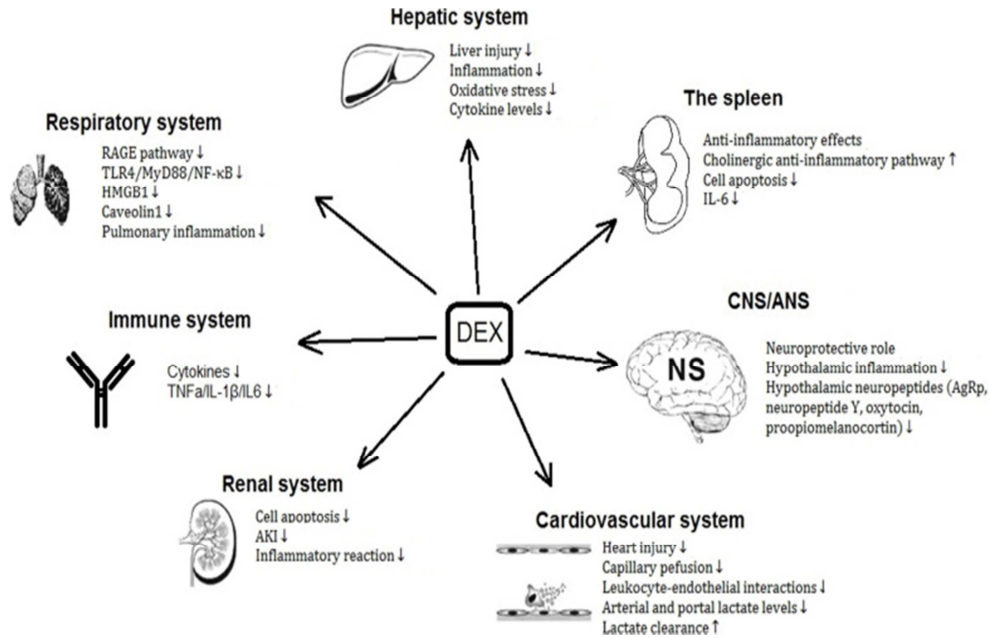 Hepatic system
Liver injury ↓
Inflammation ↓
Oxidative stress ↓
Cytokine levels ↓
The spleen
Anti-inflammatory effects
Cholinergic anti-inflammatory pathway ↑
Cell apoptosis ↓
IL-6 ↓
Respiratory system
RAGE pathway ↓
TLR4/MyD88/NF-κB ↓
HMGB1 ↓
Caveolin1 ↓
Pulmonary inflammation ↓
DEX
CNS/ANS
NS
Neuroprotective role
Hypothalamic inflammation ↓
Hypothalamic neuropeptides (AgRp,
neuropeptide Y, oxytocin,
proopiomelanocortin) ↓
Immune system
Cytokines ↓
TNFa/IL-1β/IL6 ↓
Renal system
Cell apoptosis ↓
AKI ↓
Inflammatory reaction ↓
Cardiovascular system
Heart injury ↓
Capillary pefusion ↓
Leukocyte-endothelial interactions ↓
Arterial and portal lactate levels ↓
Lactate clearance ↑